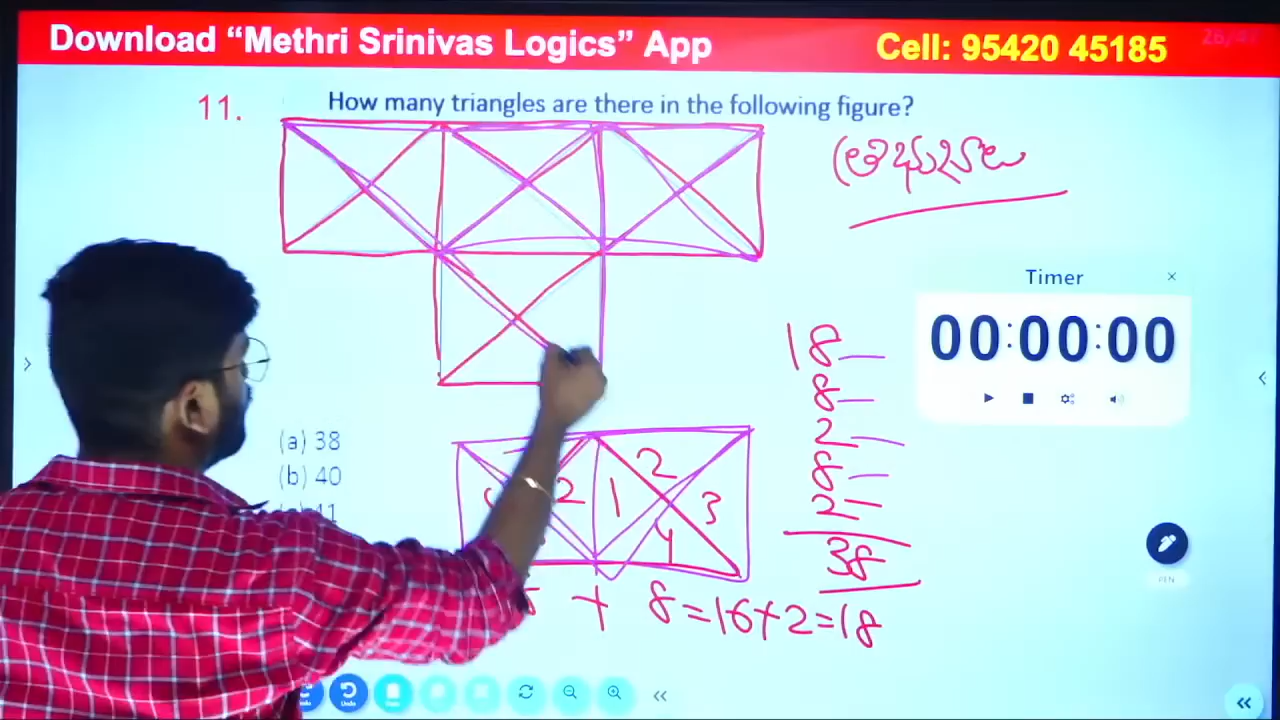 Download “Methri Srinivas Logics” App
Cell: 95420 45185
11. How many triangles are there in the following figure?
త్రిభుజాలు
Timer
00:00:00
18
8
2
8
2
38
(a) 38
(b) 40
2 1 2 3 4
+ 8=16+2=18
PEN
Undo